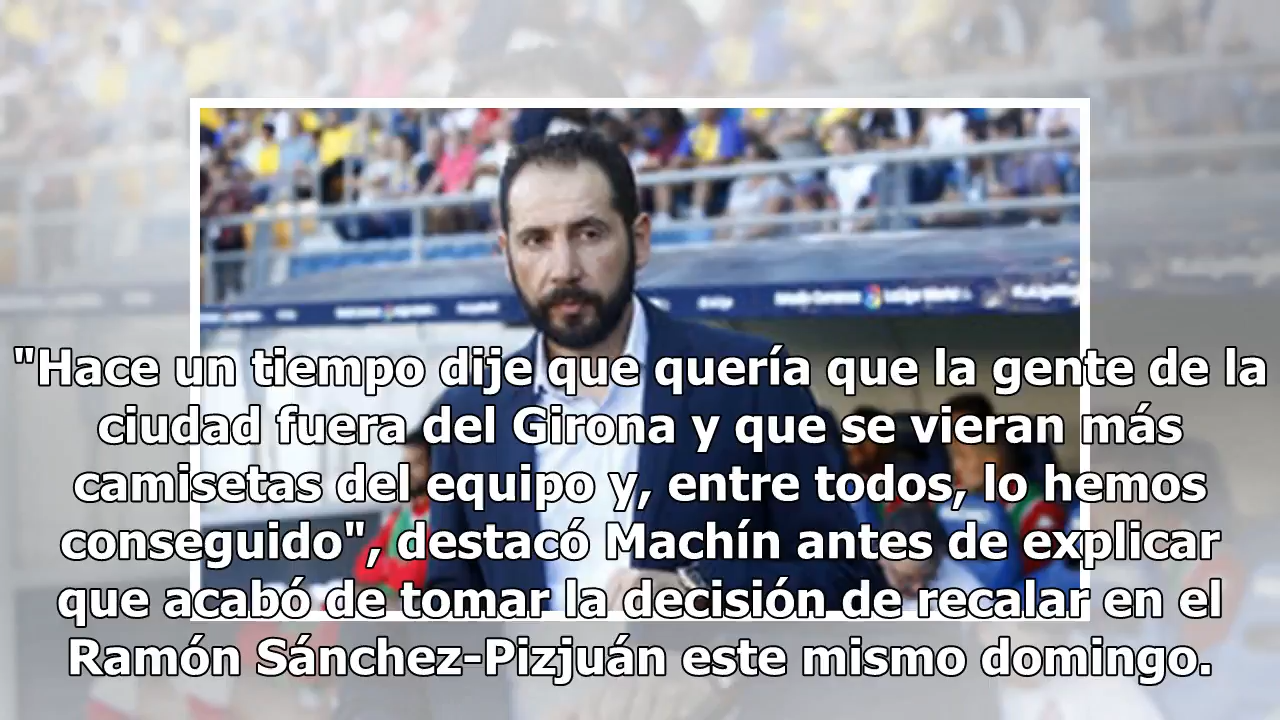 "Hace un tiempo dije que quería que la gente de la
ciudad fuera del Girona y que se vieran más
camisetas del equipo y, entre todos, lo hemos
conseguido", destacó Machín antes de explicar
que acabó de tomar la decisión de recalar en el
Ramón Sánchez-Pizjuán este mismo domingo.